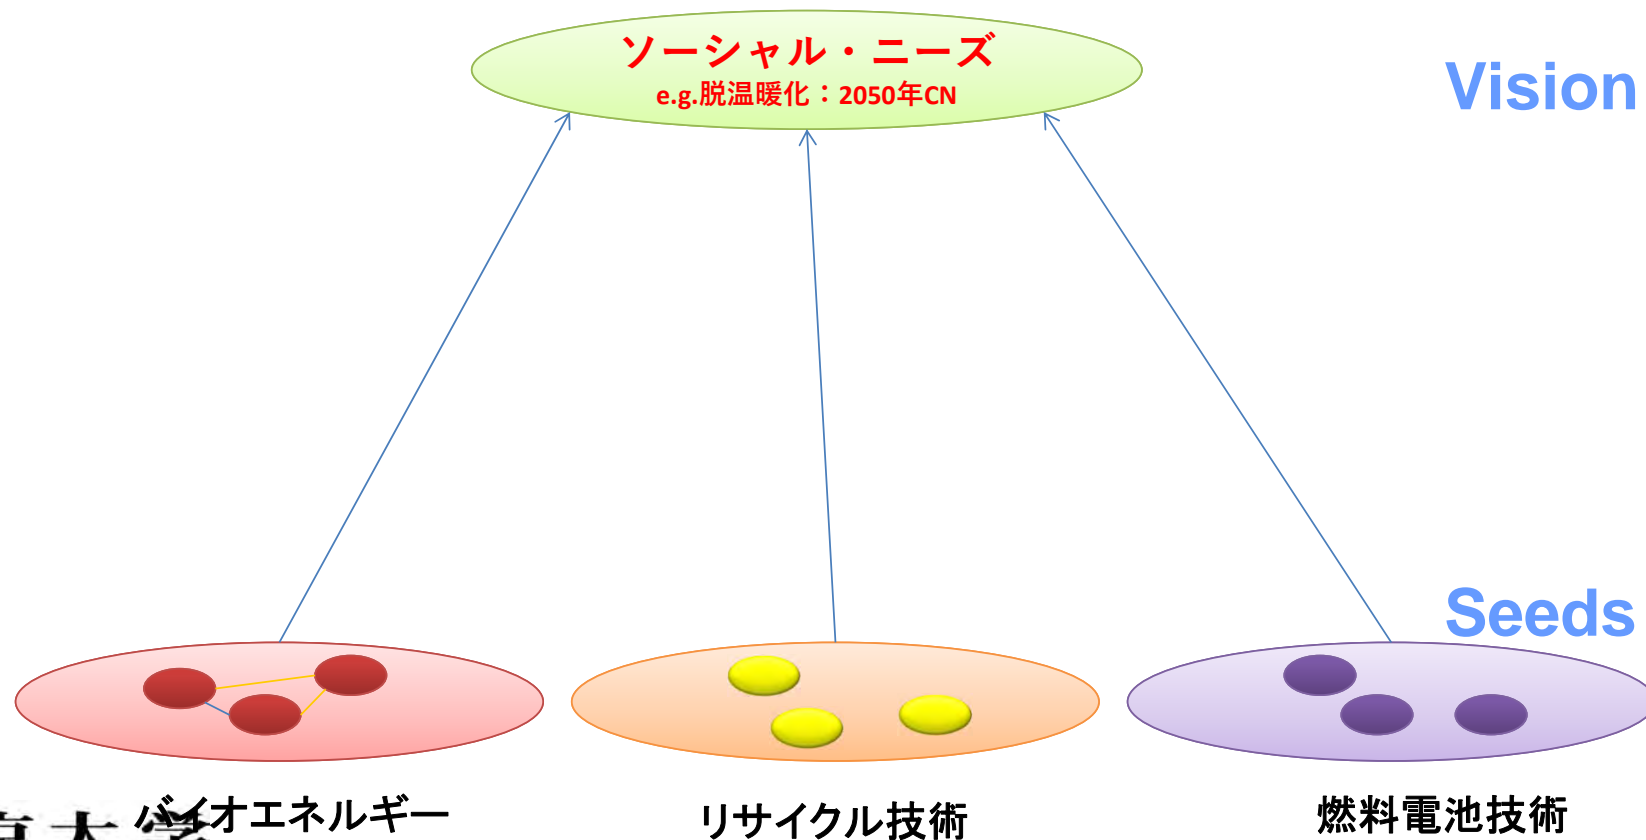 ソーシャル・ニーズ
e.g.脱温暖化：2050年CN
Vision
Seeds
バイオエネルギー
リサイクル技術
燃料電池技術
大学